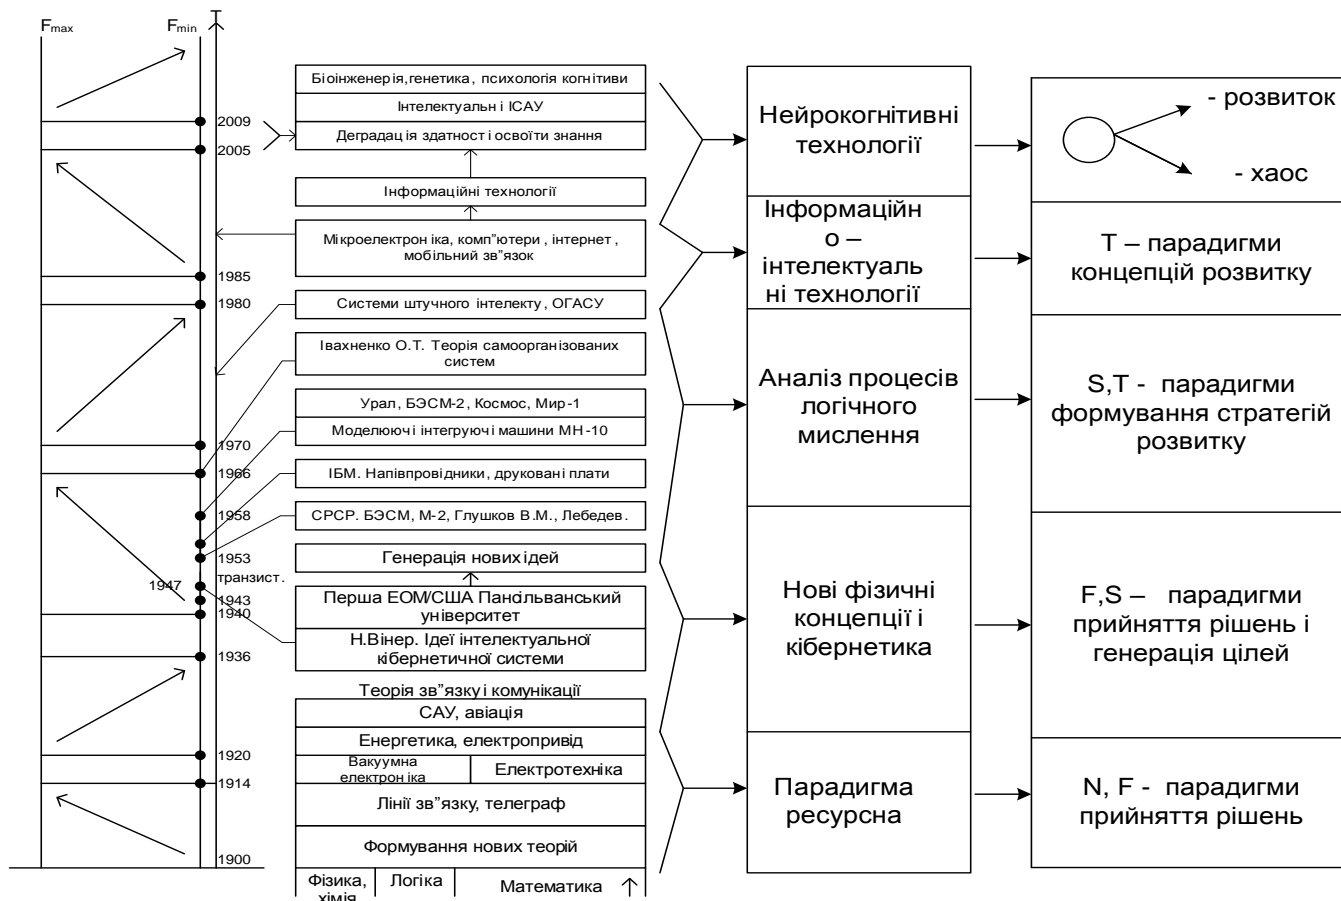 Fmax
Fmin
T
2009
2005
1985
1980
1970
1966
1958
1953
транзист.
1947
1943
1940
1936
1920
1914
1900
Біоінженерія,генетика, психологія когнітиви
Інтелектуальн і ІСАУ
Деградація здатності освоїти знання
Інформаційні технології
Мікроелектрон іка, комп"ютери , інтернет ,
мобільний зв"язок
Системи штучного інтелекту , ОГАСУ
Івахненко О.Т. Теорія самоорганізованих
систем
Урал, БЭСМ-2, Космос, Мир-1
Моделюючі інтегруючі машини МН-10
ІБМ. Напівпровідники, друковані плати
СРСР. БЭСМ, М-2, Глушков В.М., Лебедев.
Генерація нових ідей
Перша ЕОМ/США Пансільванський
університет
Н.Вінер. Ідеї інтелектуальної
кібернетичної системи
Теорія зв"язку і комунікації
САУ, авіація
Енергетика, електропривід
Вакуумна
електрон іка
Електротехніка
Лінії зв"язку, телеграф
Формування нових теорій
Фізика,
хімія
Логіка
Математика
Нейрокогнітивні
технології
Інформаційн
о –
інтелектуаль
ні технології
Аналіз процесів
логічного
мислення
Нові фізичні
концепції і
кібернетика
Парадигма
ресурсна
- розвиток
- хаос
Т – парадигми
концепцій розвитку
S,T - парадигми
формування стратегій
розвитку
F,S – парадигми
прийняття рішень і
генерація цілей
N, F - парадигми
прийняття рішень